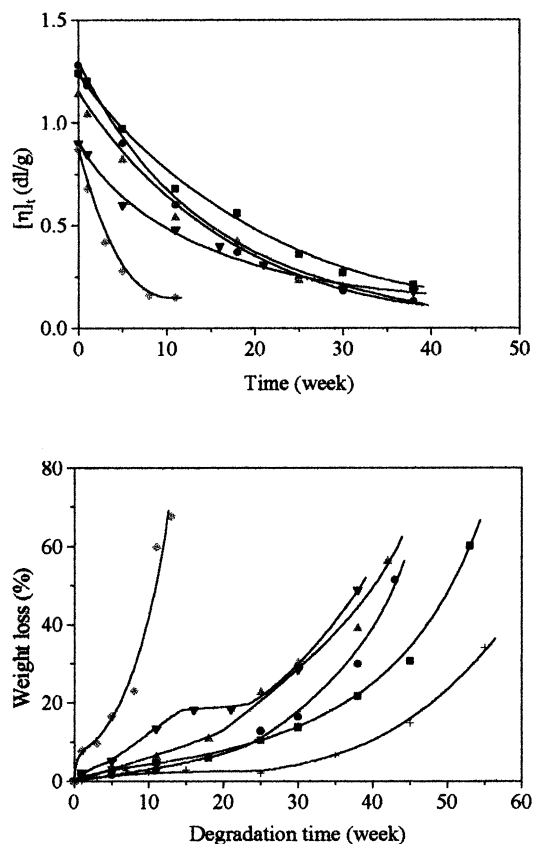 1.5
1.0
0.5
0.0
[η]t (dl/g)
0 10 20 30 40 50
Time (week)
80
60
40
20
0
Weight loss (%)
0 10 20 30 40 50 60
Degradation time (week)